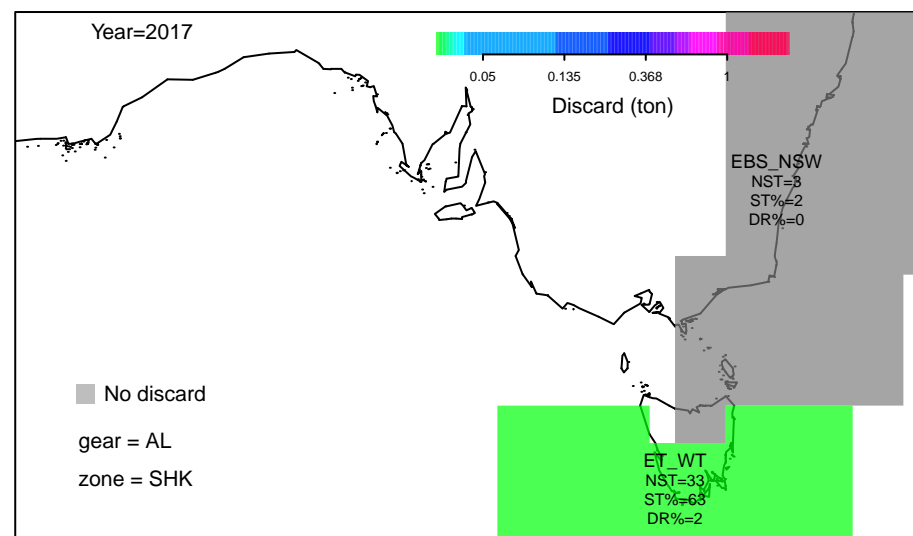 Year=2017
0.05 0.135 0.368 1
Discard (ton)
EBS_NSW
NST=3
ST%=2
DR%=0
No discard
gear = AL
zone = SHK
ET_WT
NST=33
ST%=63
DR%=2